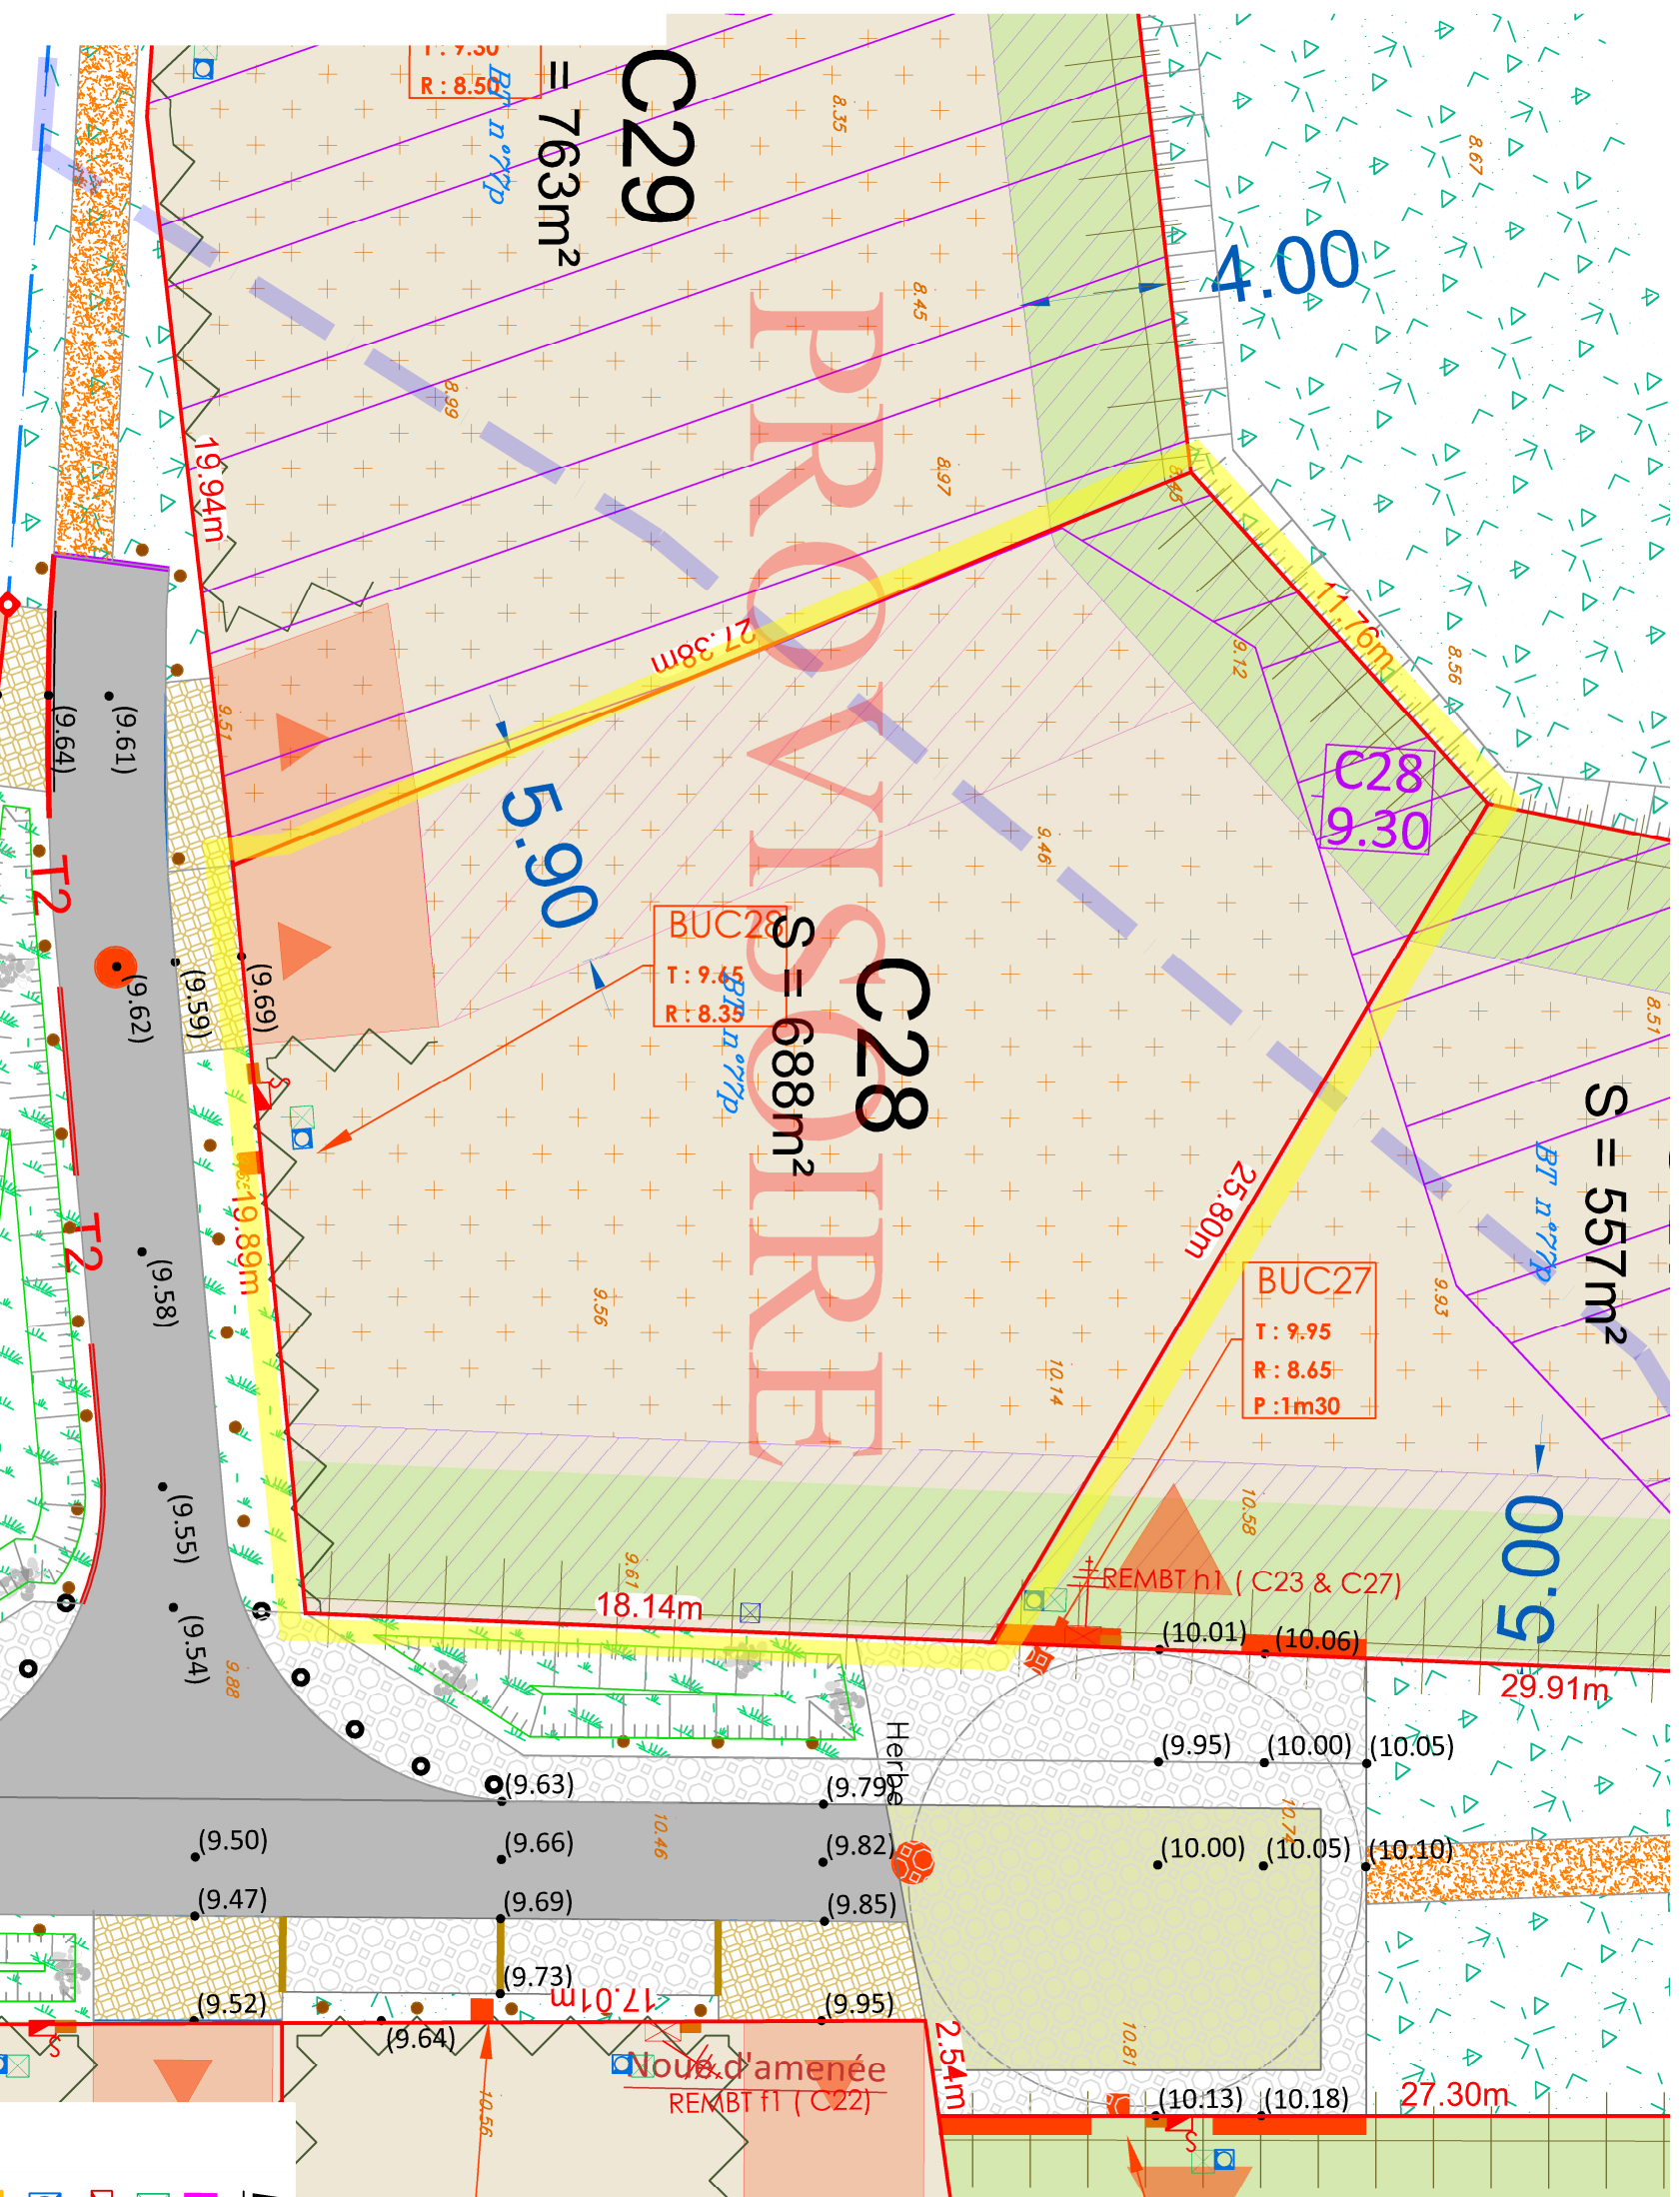 T : 9.30
R : 8.50
BT n°77p
C29
= 763m²
8.35
8.67
4.00
8.45
8.99
8.97
8.45
19.94m
27.38m
11.76m
9.12
8.56
9.51
(9.64)
(9.61)
T2
5.90
C28
9.30
9.46
PROVISOIRE
BUC28
T : 9.65
R : 8.35
BT n°77p
S = 688m²
C28
8.51
(9.62)
(9.59)
(9.69)
S
19.89m
T2
(9.58)
25.80m
S = 557m²
BT n°77p
9.56
9.93
BUC27
T : 9.95
R : 8.65
P :1m30
10.14
10.58
5.00
(9.55)
9.61
18.14m
REMBT h1 ( C23 & C27)
(10.01)
(10.06)
(9.54)
9.88
29.91m
Herbe
(9.63)
(9.79)
(9.95)
(10.00)
(10.05)
10.46
10.74
(9.50)
(9.66)
(9.82)
(10.00)
(10.05)
(10.10)
(9.47)
(9.69)
(9.85)
(9.73)
17.01m
(9.52)
(9.64)
(9.95)
2.54m
10.81
S
Noue d'amenée
REMBT f1 ( C22)
10.56
(10.13)
(10.18)
27.30m
S